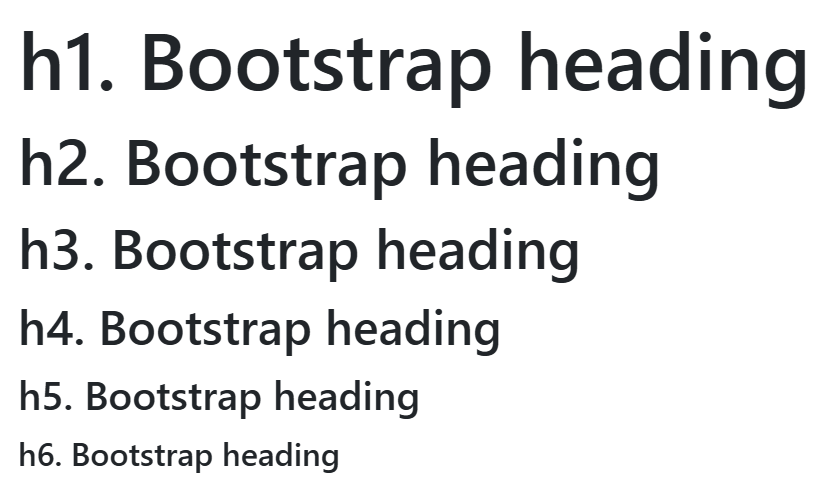 h1. Bootstrap heading
h2. Bootstrap heading
h3. Bootstrap heading
h4. Bootstrap heading
h5. Bootstrap heading
h6. Bootstrap heading